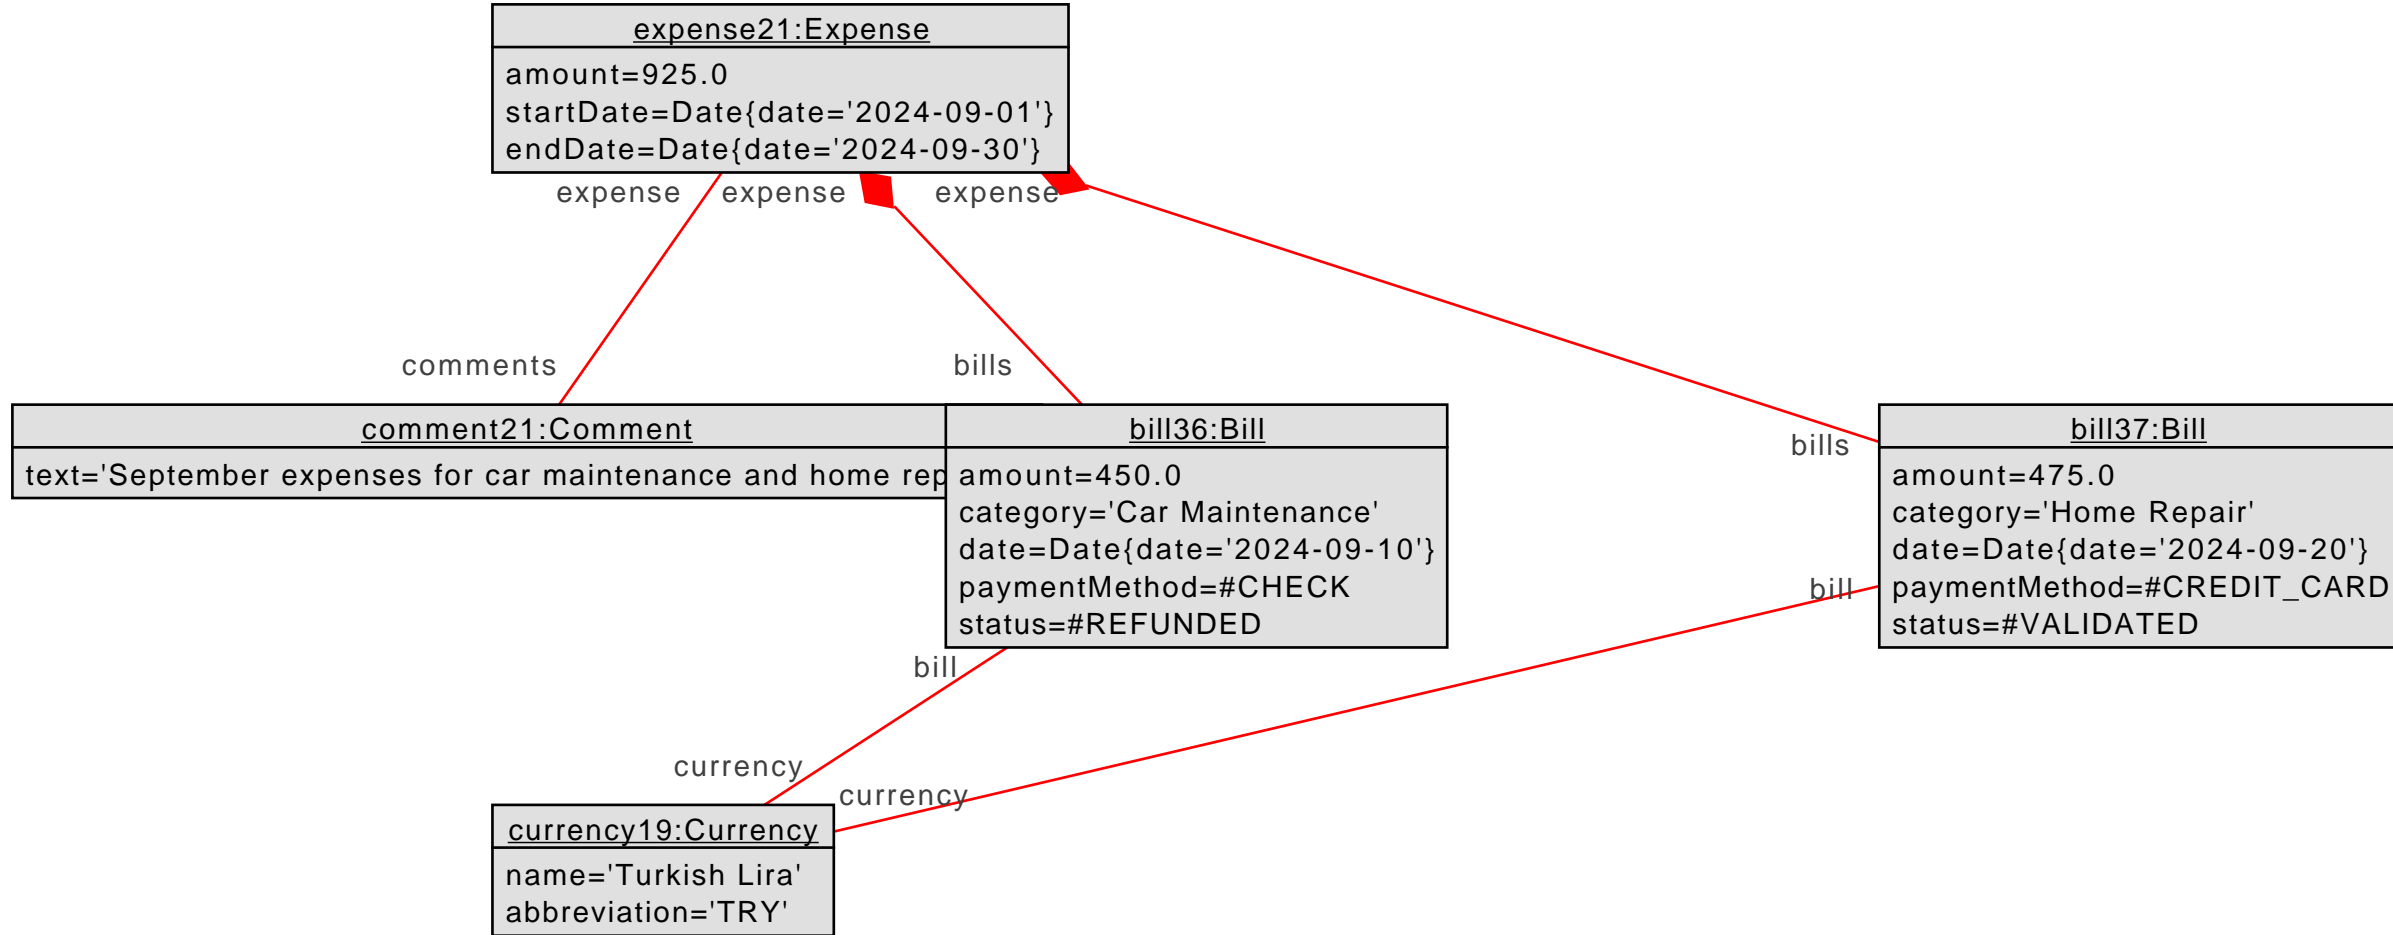 expense21:Expense
amount=925.0
startDate=Date{date='2024-09-01'}
endDate=Date{date='2024-09-30'}
expense expense expense
comments
bills
bills
comment21:Comment
text='September expenses for car maintenance and home
bill36:Bill
amount=450.0
category='Car Maintenance'
date=Date{date='2024-09-10'}
paymentMethod=#CHECK
status=#REFUNDED
bill37:Bill
amount=475.0
category='Home Repair'
date=Date{date='2024-09-20'}
paymentMethod=#CREDIT_CARD
status=#VALIDATED
bill
bill
currency
currency
currency19:Currency
name='Turkish Lira'
abbreviation='TRY'